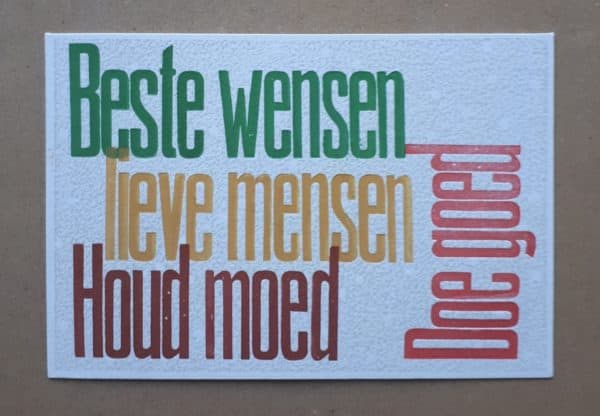 Beste wensen
lieve mensen
Houd moed
Doe goed